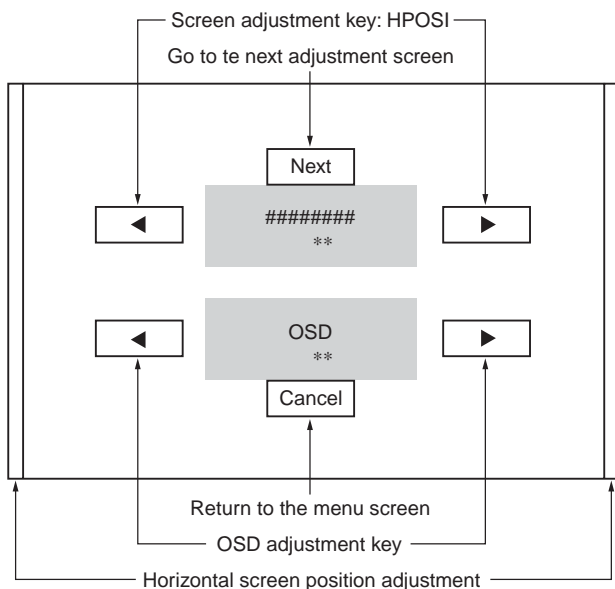 Screen adjustment key: HPOSI
Go to te next adjustment screen
Next
◀ ######## ▶
**
◀ OSD ▶
**
Cancel
Return to the menu screen
OSD adjustment key
Horizontal screen position adjustment